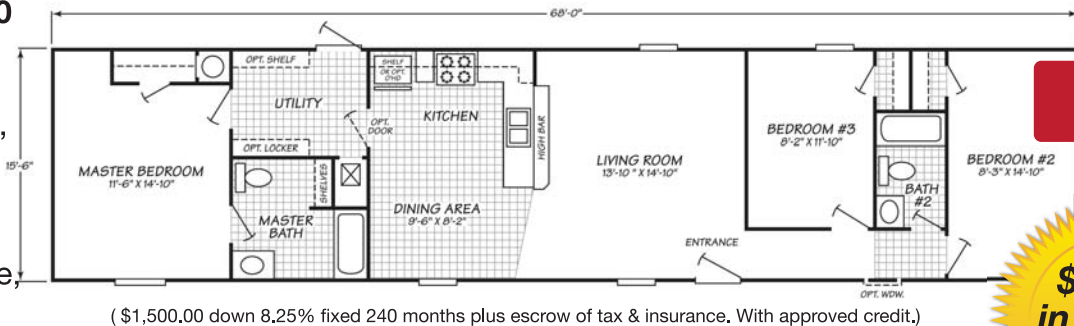 0
68'-0"
15'-6"
,
OPT. SHELF
UTILITY
OPT. LOCKER
SHELF
OR OPT.
O'HD
KITCHEN
OPT.
DOOR
HIGH BAR
MASTER BEDROOM
11'-6" X 14'-10"
SHELVES
MASTER
BATH
DINING AREA
9'-6" X 8'-2"
LIVING ROOM
13'-10" X 14'-10"
ENTRANCE
BEDROOM #3
8'-2" X 11'-10"
BATH
#2
BEDROOM #2
8'-3" X 14'-10"
OPT. WDW.
e,
$
in
( $1,500.00 down 8.25% fixed 240 months plus escrow of tax & insurance. With approved credit.)